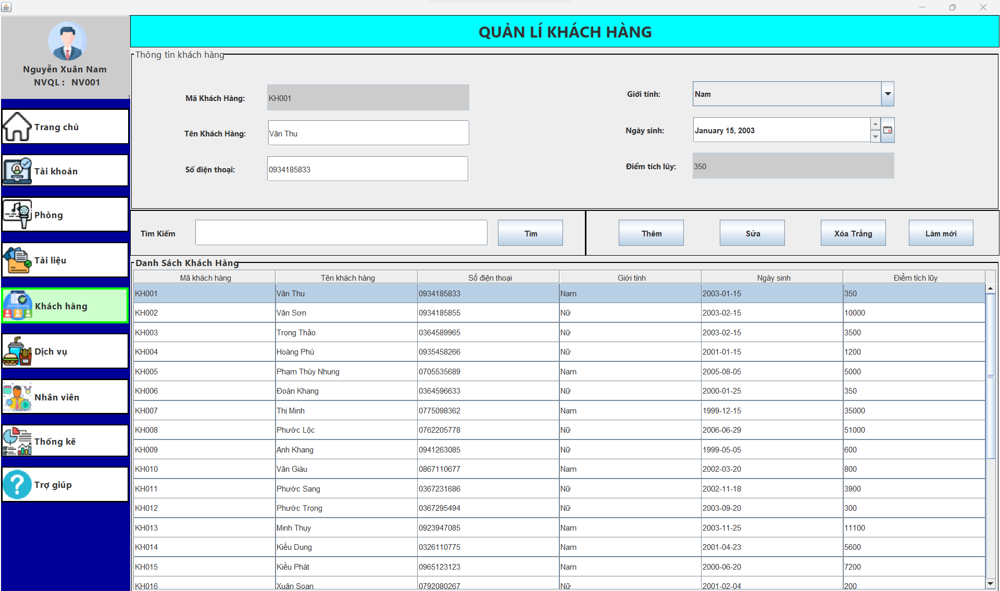 Nguyễn Xuân Nam
NVQL : NV001
Trang chủ
Tài khoản
Phòng
Tài liệu
Khách hàng
Dịch vụ
Nhân viên
Thống kê
Trợ giúp
QUẢN LÍ KHÁCH HÀNG
Thông tin khách hàng
Mã Khách Hàng: KH001
Giới tính: Nam
Tên Khách Hàng: Văn Thu
Ngày sinh: January 15, 2003
Số điện thoại: 0934185833
Điểm tích lũy: 350
Tìm Kiếm Tìm Thêm Sửa Xóa Trắng Làm mới
Danh Sách Khách Hàng
Mã khách hàng Tên khách hàng Số điện thoại Giới tính Ngày sinh Điểm tích lũy
KH001 Văn Thu 0934185833 Nam 2003-01-15 350
KH002 Văn Sơn 0934185855 Nữ 2003-02-15 10000
KH003 Trọng Thảo 0364589965 Nữ 2003-02-15 3500
KH004 Hoàng Phú 0935458266 Nữ 2001-01-15 1200
KH005 Phạm Thùy Nhung 0705535689 Nam 2005-08-05 5000
KH006 Đoàn Khang 0364596633 Nữ 2000-01-25 350
KH007 Thị Minh 0775098362 Nam 1999-12-15 35000
KH008 Phước Lộc 0762205778 Nữ 2006-06-29 51000
KH009 Anh Khang 0941263085 Nữ 1999-05-05 600
KH010 Văn Giàu 0867110677 Nam 2002-03-20 800
KH011 Phước Sang 0367231686 Nữ 2002-11-18 3900
KH012 Phước Trọng 0367295494 Nữ 2003-09-20 300
KH013 Minh Thụy 0923947085 Nam 2003-11-25 11100
KH014 Kiều Dung 0326110775 Nam 2001-04-23 5600
KH015 Kiều Phát 0965123123 Nam 2000-06-20 7200
KH016 Xuân Soan 0792080267 Nữ 2001-02-04 200